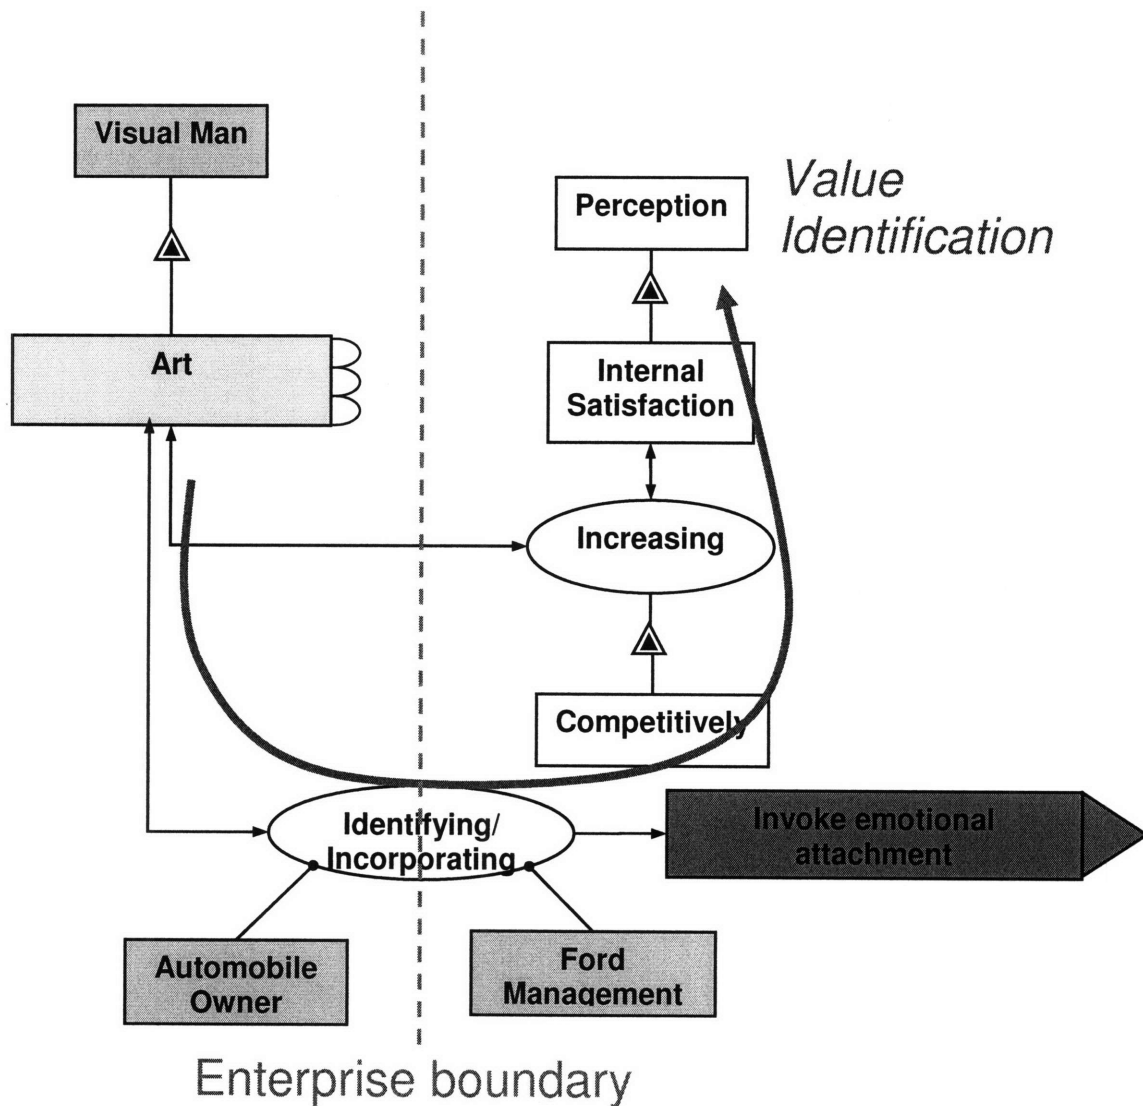 Visual Man
Perception
Value
Identification
Art
Internal
Satisfaction
Increasing
Competitively
Identifying/
Incorporating
Invoke emotional
attachment
Automobile
Owner
Ford
Management
Enterprise boundary